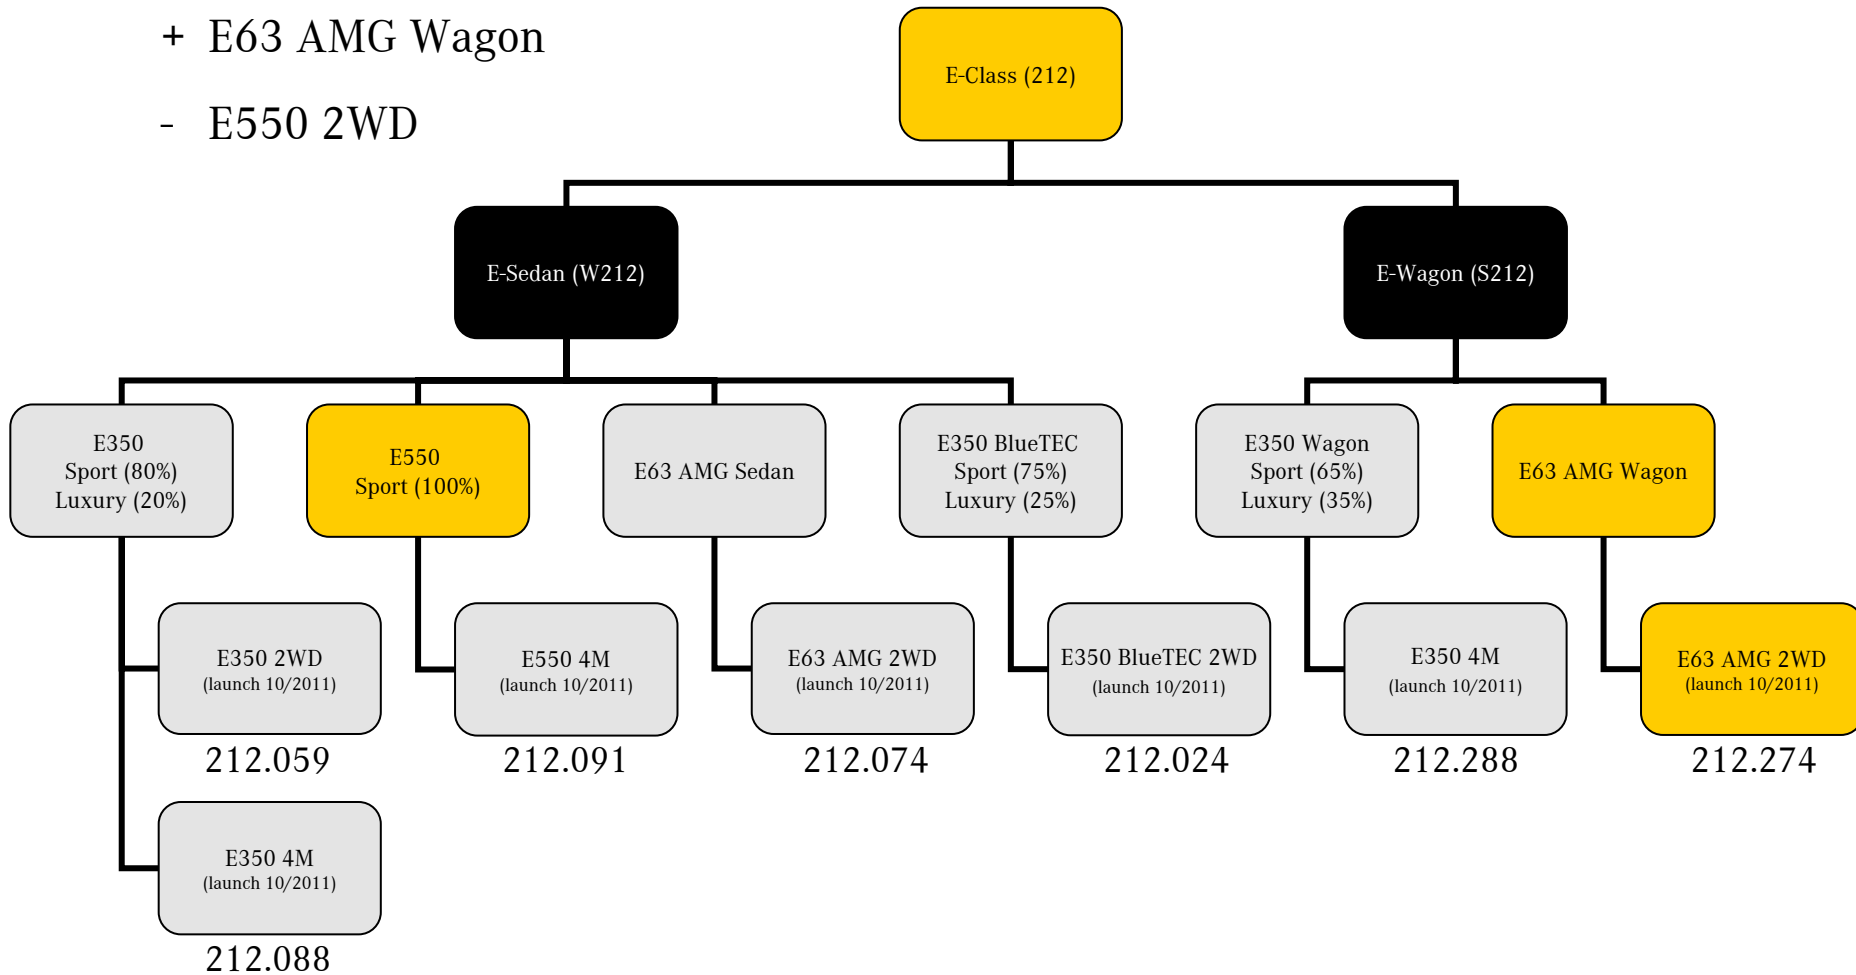 + E63 AMG Wagon
- E550 2WD
E-Class (212)
E-Sedan (W212)
E-Wagon (S212)
E350
Sport (80%)
Luxury (20%)
E550
Sport (100%)
E63 AMG Sedan
E350 BlueTEC
Sport (75%)
Luxury (25%)
E350 Wagon
Sport (65%)
Luxury (35%)
E63 AMG Wagon
E350 2WD
(launch 10/2011)
212.059
E550 4M
(launch 10/2011)
212.091
E63 AMG 2WD
(launch 10/2011)
212.074
E350 BlueTEC 2WD
(launch 10/2011)
212.024
E350 4M
(launch 10/2011)
212.288
E63 AMG 2WD
(launch 10/2011)
212.274
E350 4M
(launch 10/2011)
212.088